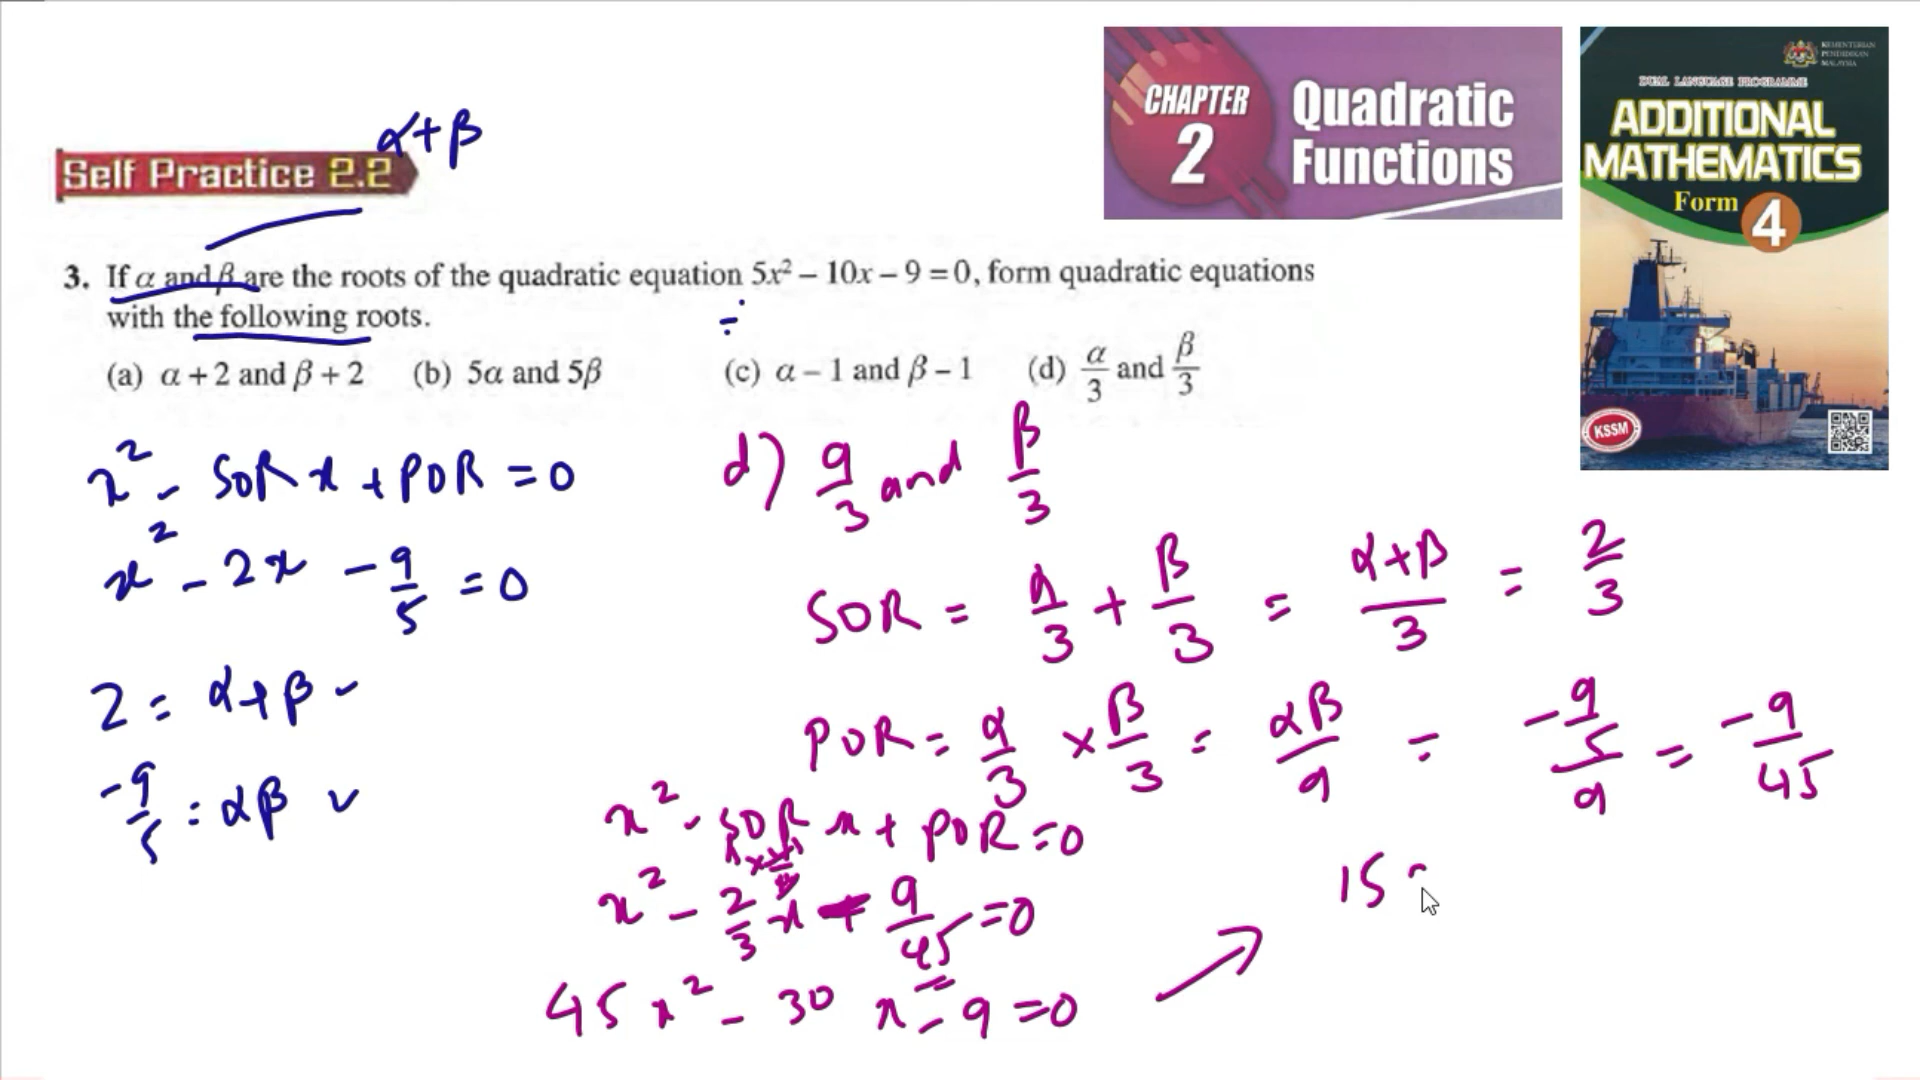 CHAPTER
2
Quadratic
Functions
KEMENTERIAN
PENDIDIKAN
MALAYSIA
DUAL LANGUAGE PROGRAMME
ADDITIONAL
MATHEMATICS
Form 4
KSSM
α+β
Self Practice 2.2
3. If α and β are the roots of the quadratic equation 5x² – 10x – 9 = 0, form quadratic equations
with the following roots.
(a) α + 2 and β + 2 (b) 5α and 5β (c) α – 1 and β – 1 (d) α/3 and β/3
x² - SOR x + POR = 0
x² - 2x - 9/5 = 0
2 = α+β
-9/5 = αβ
d) α/3 and β/3
SOR = α/3 + β/3 = α+β/3 = 2/3
POR = α/3 × β/3 = αβ/9 = -9/5/9 = -9/45
x² - SOR x + POR = 0
x² - 2/3 x - 9/45 = 0
45x² - 30x - 9 = 0
15